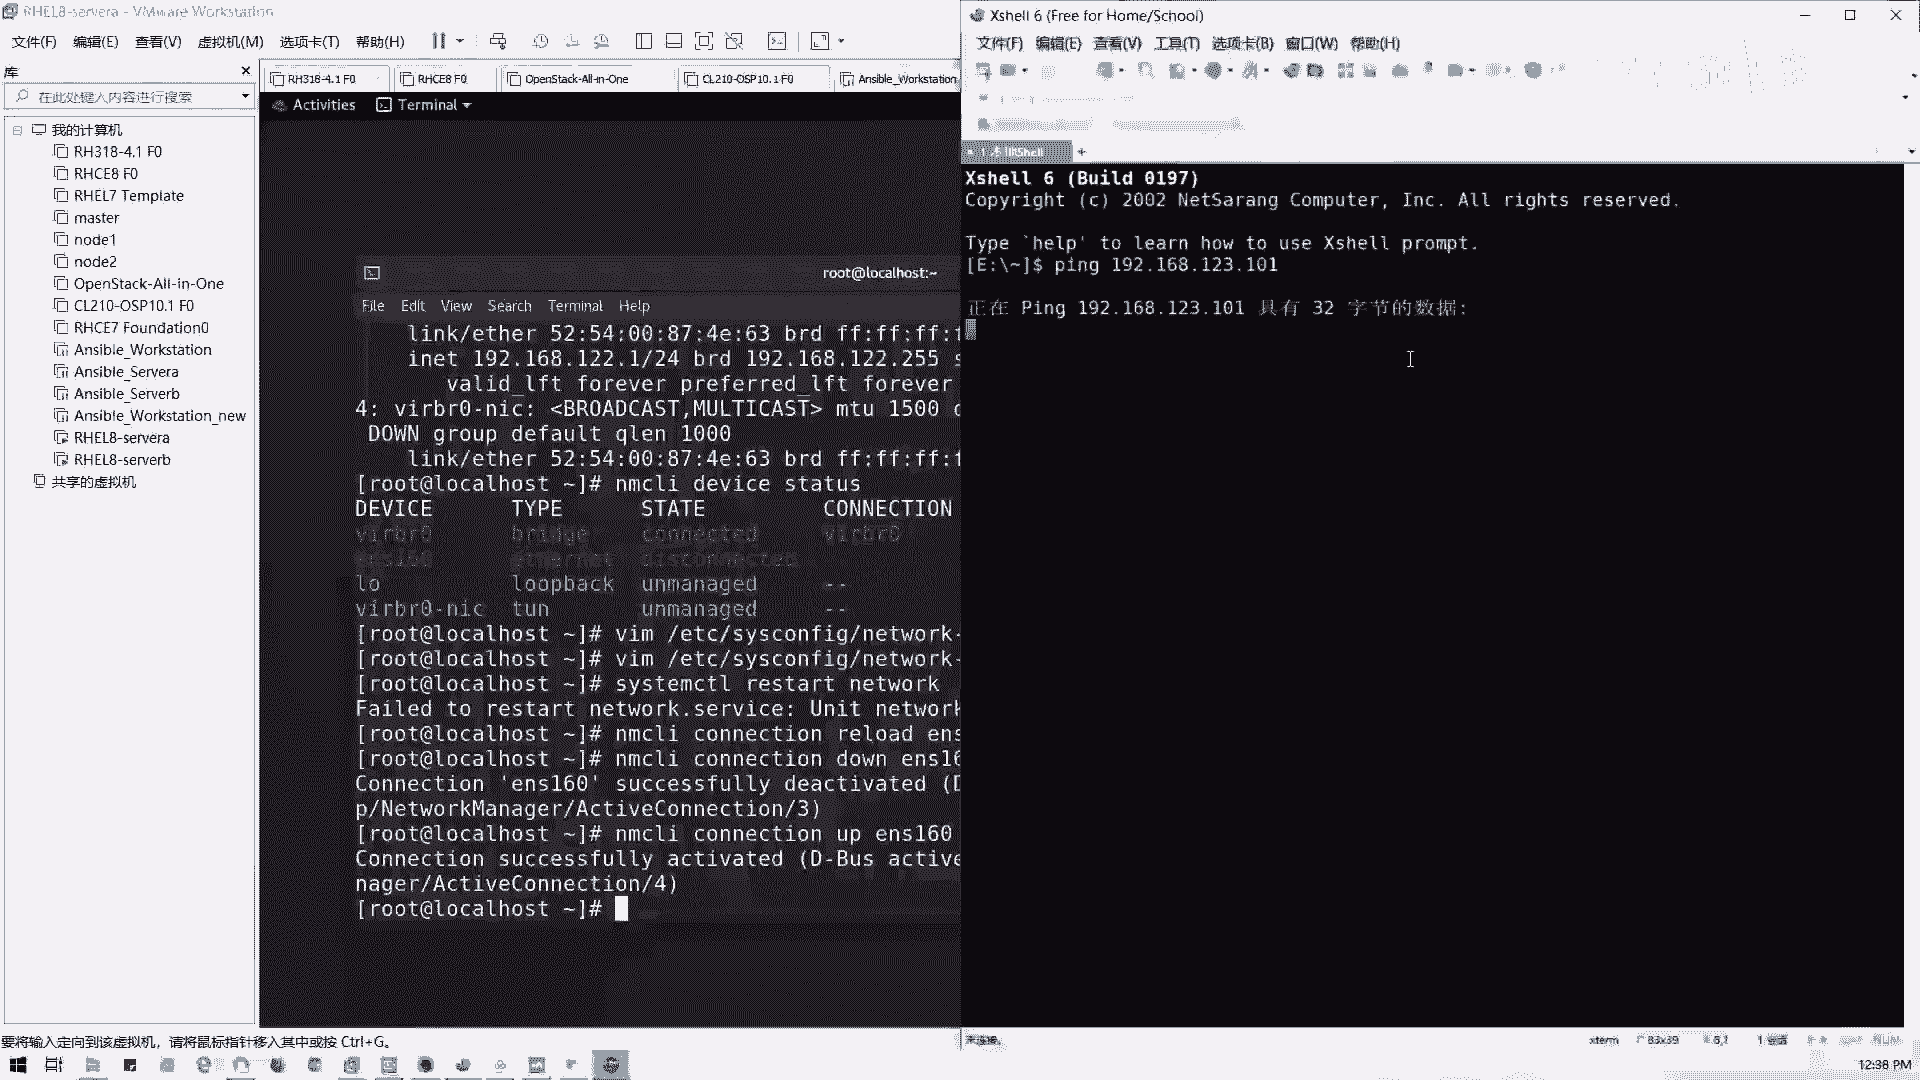 RHEL8-servera - VMware Workstation
文件(F) 编辑(E) 查看(V) 虚拟机(M) 选项卡(T) 帮助(H)
库
在此处键入内容进行搜索
我的计算机
RH318-4.1 F0
RHCE8 F0
RHEL7 Template
master
node1
node2
OpenStack-All-in-One
CL210-OSP10.1 F0
RHCE7 Foundation0
Ansible_Workstation
Ansible_Servera
Ansible_Serverb
Ansible_Workstation_new
RHEL8-servera
RHEL8-serverb
共享的虚拟机
RH318-4.1 F0 RHCE8 F0 OpenStack-All-in-One CL210-OSP10.1 F0 Ansible_Workstation
Activities Terminal
root@localhost:~
File Edit View Search Terminal Help
link/ether 52:54:00:87:4e:63 brd ff:ff:ff:
inet 192.168.122.1/24 brd 192.168.122.255
valid_lft forever preferred_lft forever
4: virbr0-nic: <BROADCAST,MULTICAST> mtu 1500
DOWN group default qlen 1000
link/ether 52:54:00:87:4e:63 brd ff:ff:ff:
[root@localhost ~]# nmcli device status
DEVICE TYPE STATE CONNECTION
virbr0 bridge connected virbr0
ens160 ethernet disconnected
lo loopback unmanaged --
virbr0-nic tun unmanaged --
[root@localhost ~]# vim /etc/sysconfig/network-
[root@localhost ~]# vim /etc/sysconfig/network-
[root@localhost ~]# systemctl restart network
Failed to restart network.service: Unit network
[root@localhost ~]# nmcli connection reload ens
[root@localhost ~]# nmcli connection down ens16
Connection 'ens160' successfully deactivated (D
p/NetworkManager/ActiveConnection/3)
[root@localhost ~]# nmcli connection up ens160
Connection successfully activated (D-Bus active
nager/ActiveConnection/4)
[root@localhost ~]#
要将输入定向到该虚拟机，请将鼠标指针移入其中或按 Ctrl+G。
Xshell 6 (Free for Home/School)
文件(F) 编辑(E) 查看(V) 工具(T) 选项卡(B) 窗口(W) 帮助(H)
Xshell 6 (Build 0197)
Copyright (c) 2002 NetSarang Computer, Inc. All rights reserved.
Type `help' to learn how to use Xshell prompt.
[E:\~]$ ping 192.168.123.101
正在 Ping 192.168.123.101 具有 32 字节的数据:
未连接。 xterm 83x39
12:38 PM